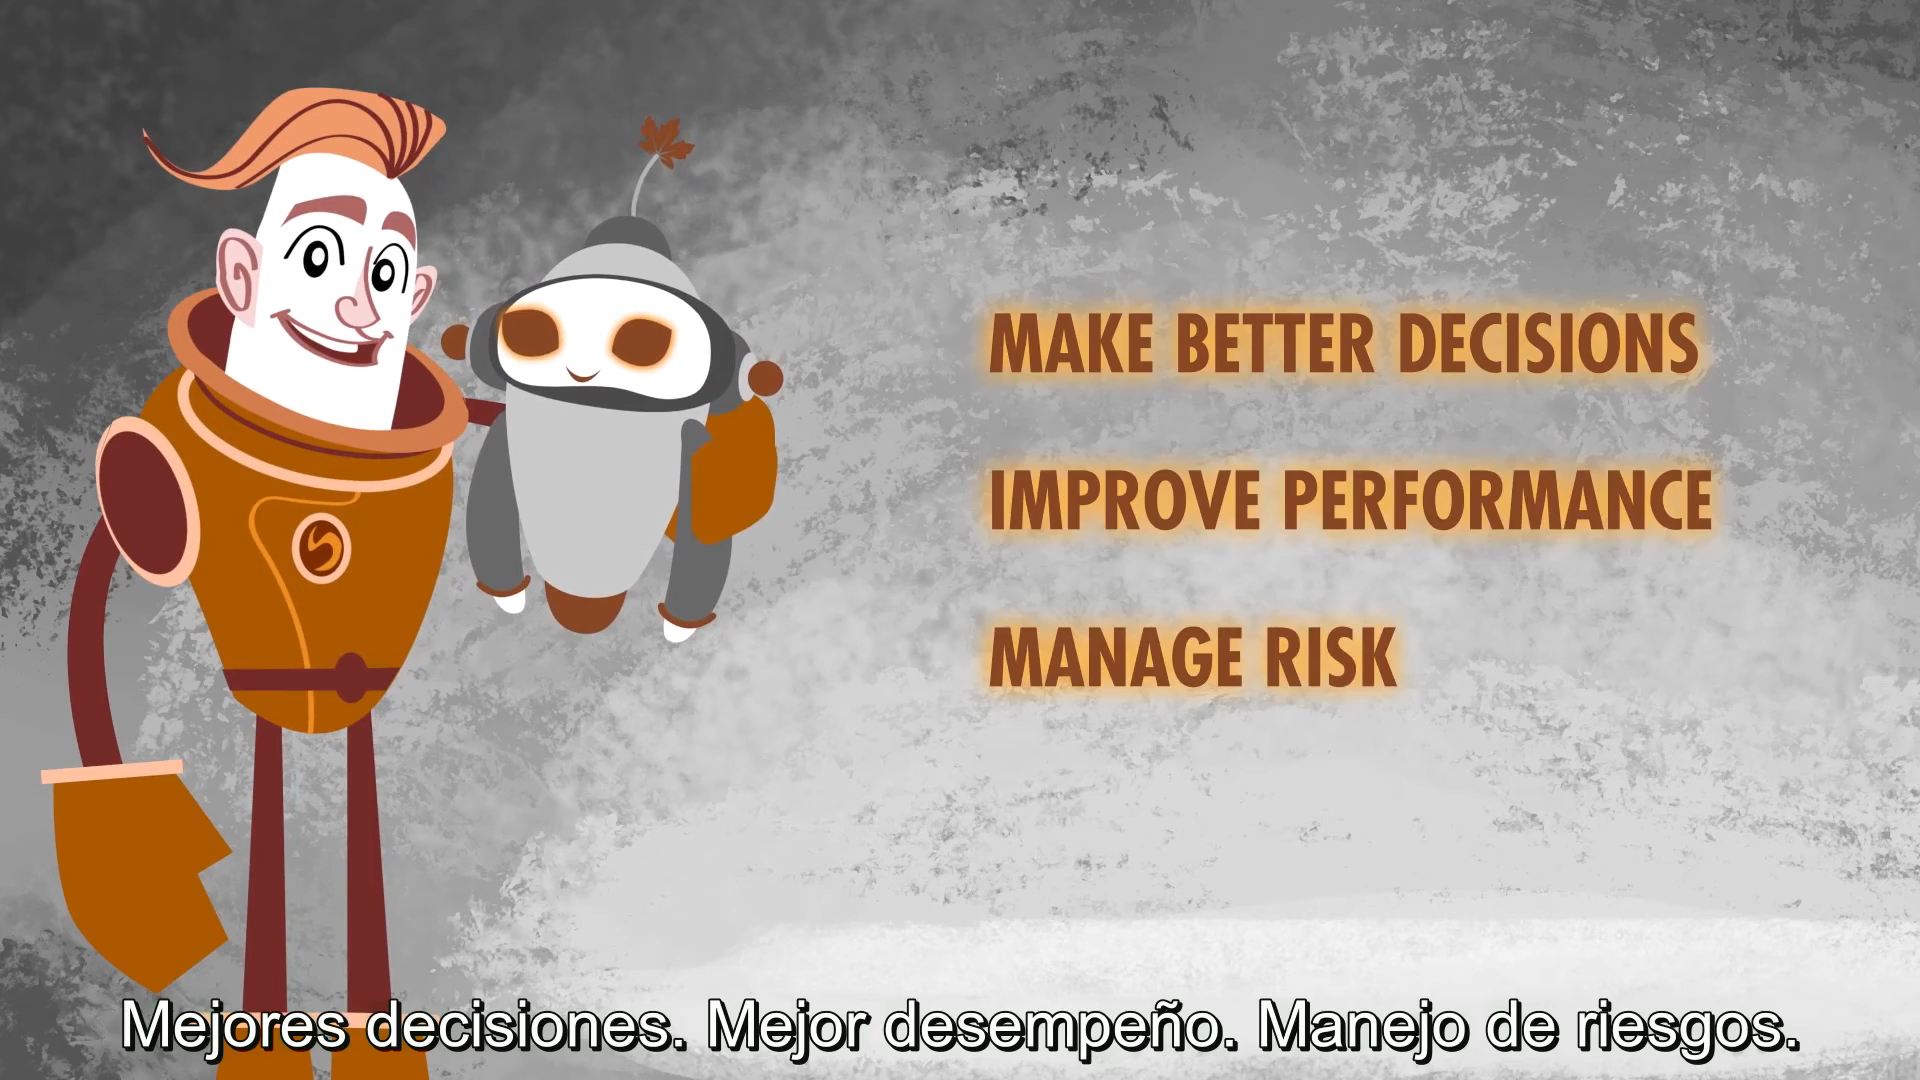 MAKE BETTER DECISIONS
IMPROVE PERFORMANCE
MANAGE RISK
Mejores decisiones. Mejor desempeño. Manejo de riesgos.